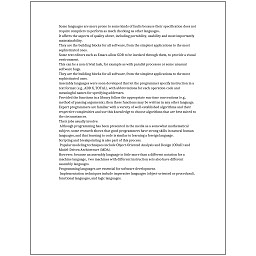 Some languages are more prone to some kinds of faults because their specification does not
require compilers to perform as much checking as other languages.
It affects the aspects of quality above, including portability, usability and most importantly
maintainability.
They are the building blocks for all software, from the simplest applications to the most
sophisticated ones.
Some text editors such as Emacs allow GDB to be invoked through them, to provide a visual
environment.
This can be a non-trivial task, for example as with parallel processes or some unusual
software bugs.
They are the building blocks for all software, from the simplest applications to the most
sophisticated ones.
Assembly languages were soon developed that let the programmer specify instruction in a
text format (e.g., ADD X, TOTAL), with abbreviations for each operation code and
meaningful names for specifying addresses.
Provided the functions in a library follow the appropriate run-time conventions (e.g.,
method of passing arguments), then these functions may be written in any other language.
Expert programmers are familiar with a variety of well-established algorithms and their
respective complexities and use this knowledge to choose algorithms that are best suited to
the circumstances.
Their jobs usually involve:
Although programming has been presented in the media as a somewhat mathematical
subject, some research shows that good programmers have strong skills in natural human
languages, and that learning to code is similar to learning a foreign language.
Scripting and breakpointing is also part of this process.
Popular modeling techniques include Object-Oriented Analysis and Design (OOAD) and
Model-Driven Architecture (MDA).
However, because an assembly language is little more than a different notation for a
machine language, two machines with different instruction sets also have different
assembly languages.
Programming languages are essential for software development.
Implementation techniques include imperative languages (object-oriented or procedural),
functional languages, and logic languages.